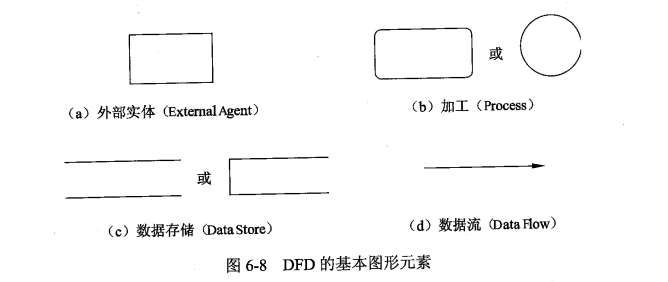 或
(a) 外部实体 (External Agent)
(b) 加工 (Process)
或
(c) 数据存储 (Data Store)
(d) 数据流 (Data Flow)
图 6-8 DFD 的基本图形元素